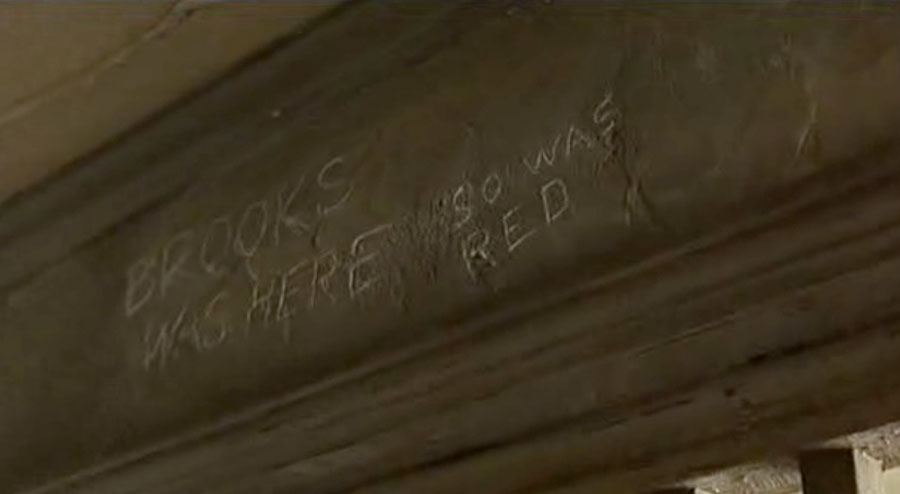 BROOKS
WAS HERE
SO WAS
RED